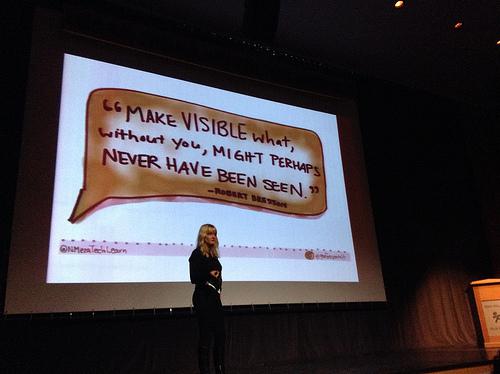 “MAKE VISIBLE what,
without you, MIGHT PERHAPS
NEVER HAVE BEEN SEEN.”
-ROBERT BRESSON
@NMeraTechLearn